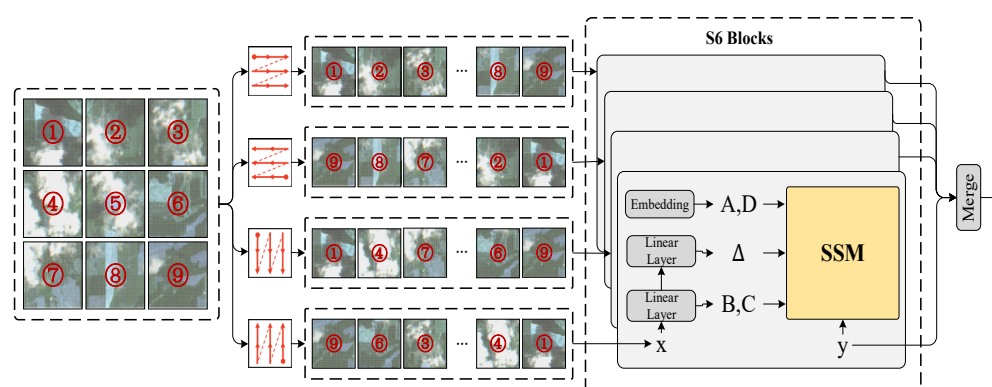 S6 Blocks
① ② ③ ... ⑧ ⑨
① ② ③
④ ⑤ ⑥
⑦ ⑧ ⑨
⑨ ⑧ ⑦ ... ② ①
① ④ ⑦ ... ⑥ ⑨
⑨ ⑥ ③ ... ④ ①
Embedding
A,D
Linear
Layer
Δ
Linear
Layer
B,C
x
SSM
y
Merge